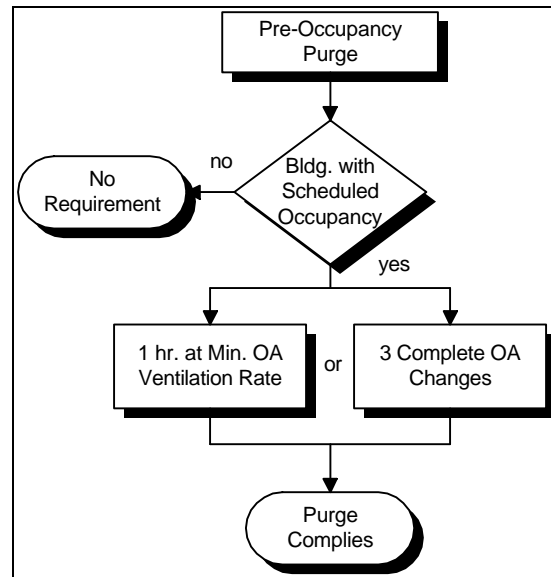 Pre-Occupancy
Purge
no
Bldg. with
Scheduled
Occupancy
No
Requirement
yes
1 hr. at Min. OA
Ventilation Rate
or
3 Complete OA
Changes
Purge
Complies